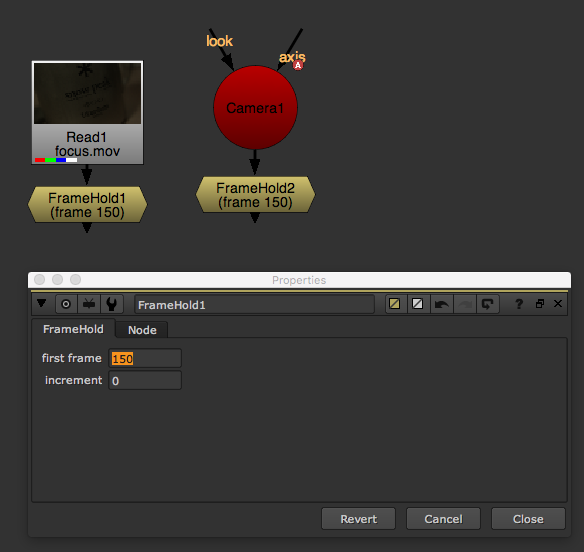 look
axis
A
Camera1
Read1
focus.mov
FrameHold1
(frame 150)
FrameHold2
(frame 150)
Properties
FrameHold1
?
FrameHold
Node
first frame 150
increment 0
Revert
Cancel
Close